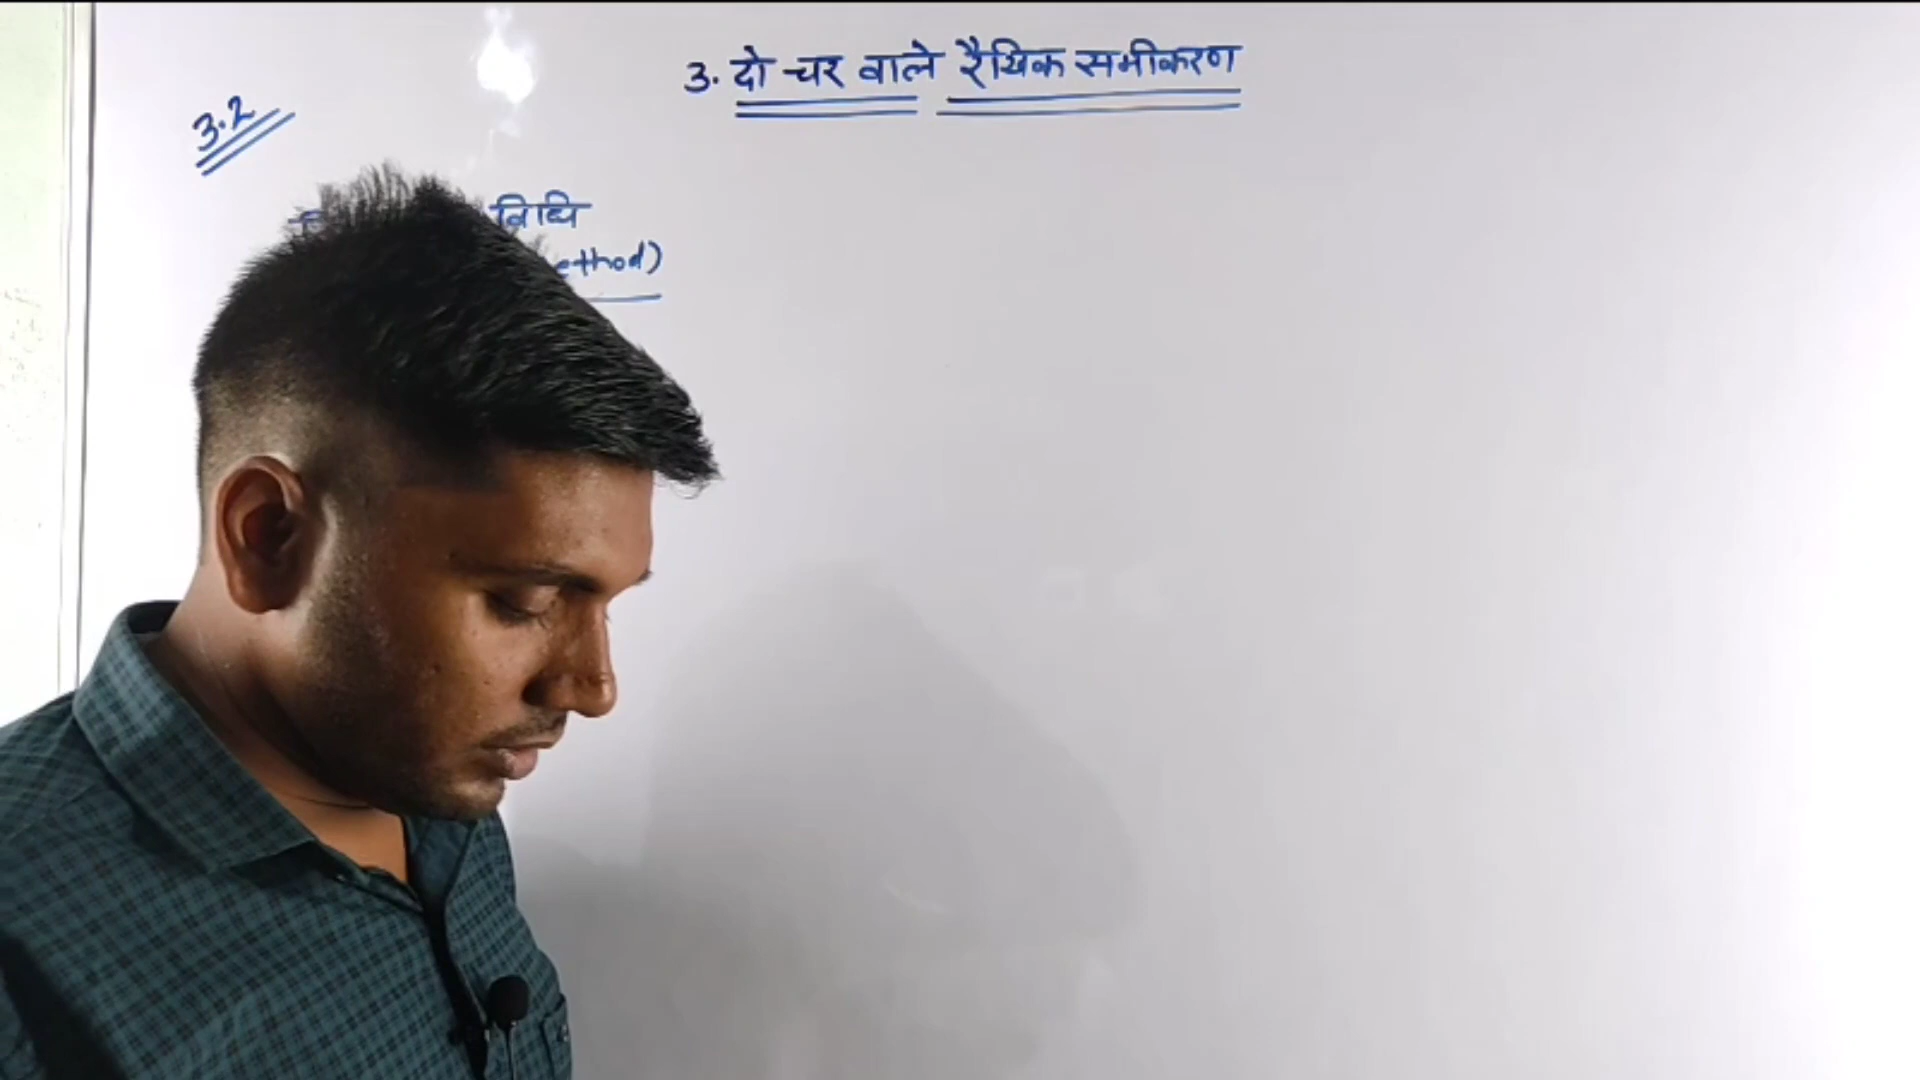 3. दो चर वाले रैखिक समीकरण
3.2
विधि
ethod)